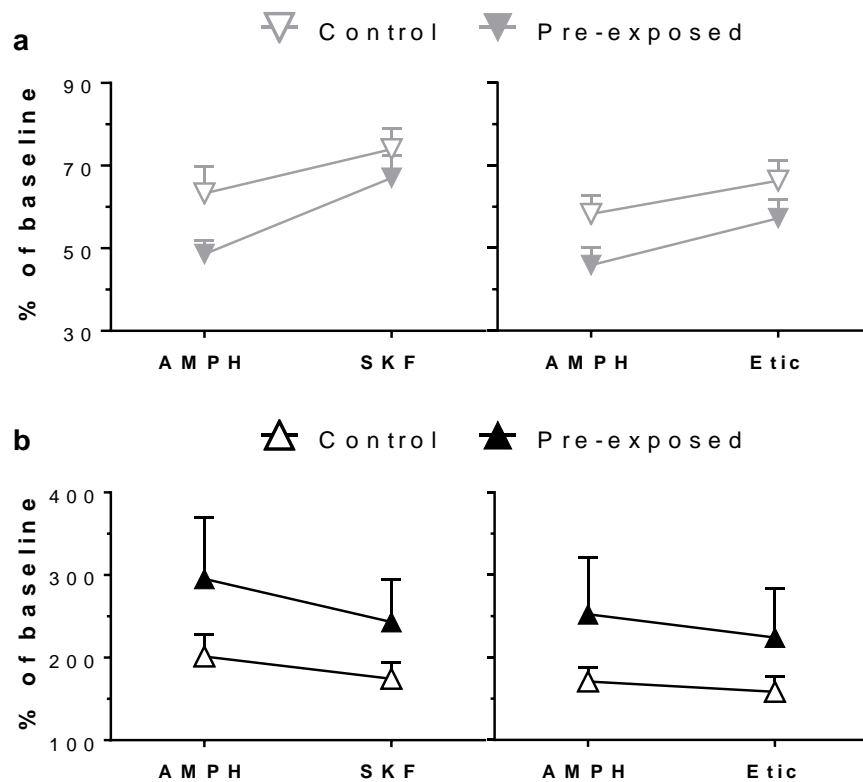 a
Control Pre-exposed
% of baseline
90
70
50
30
AMPH SKF AMPH Etic
b
Control Pre-exposed
% of baseline
400
300
200
100
AMPH SKF AMPH Etic